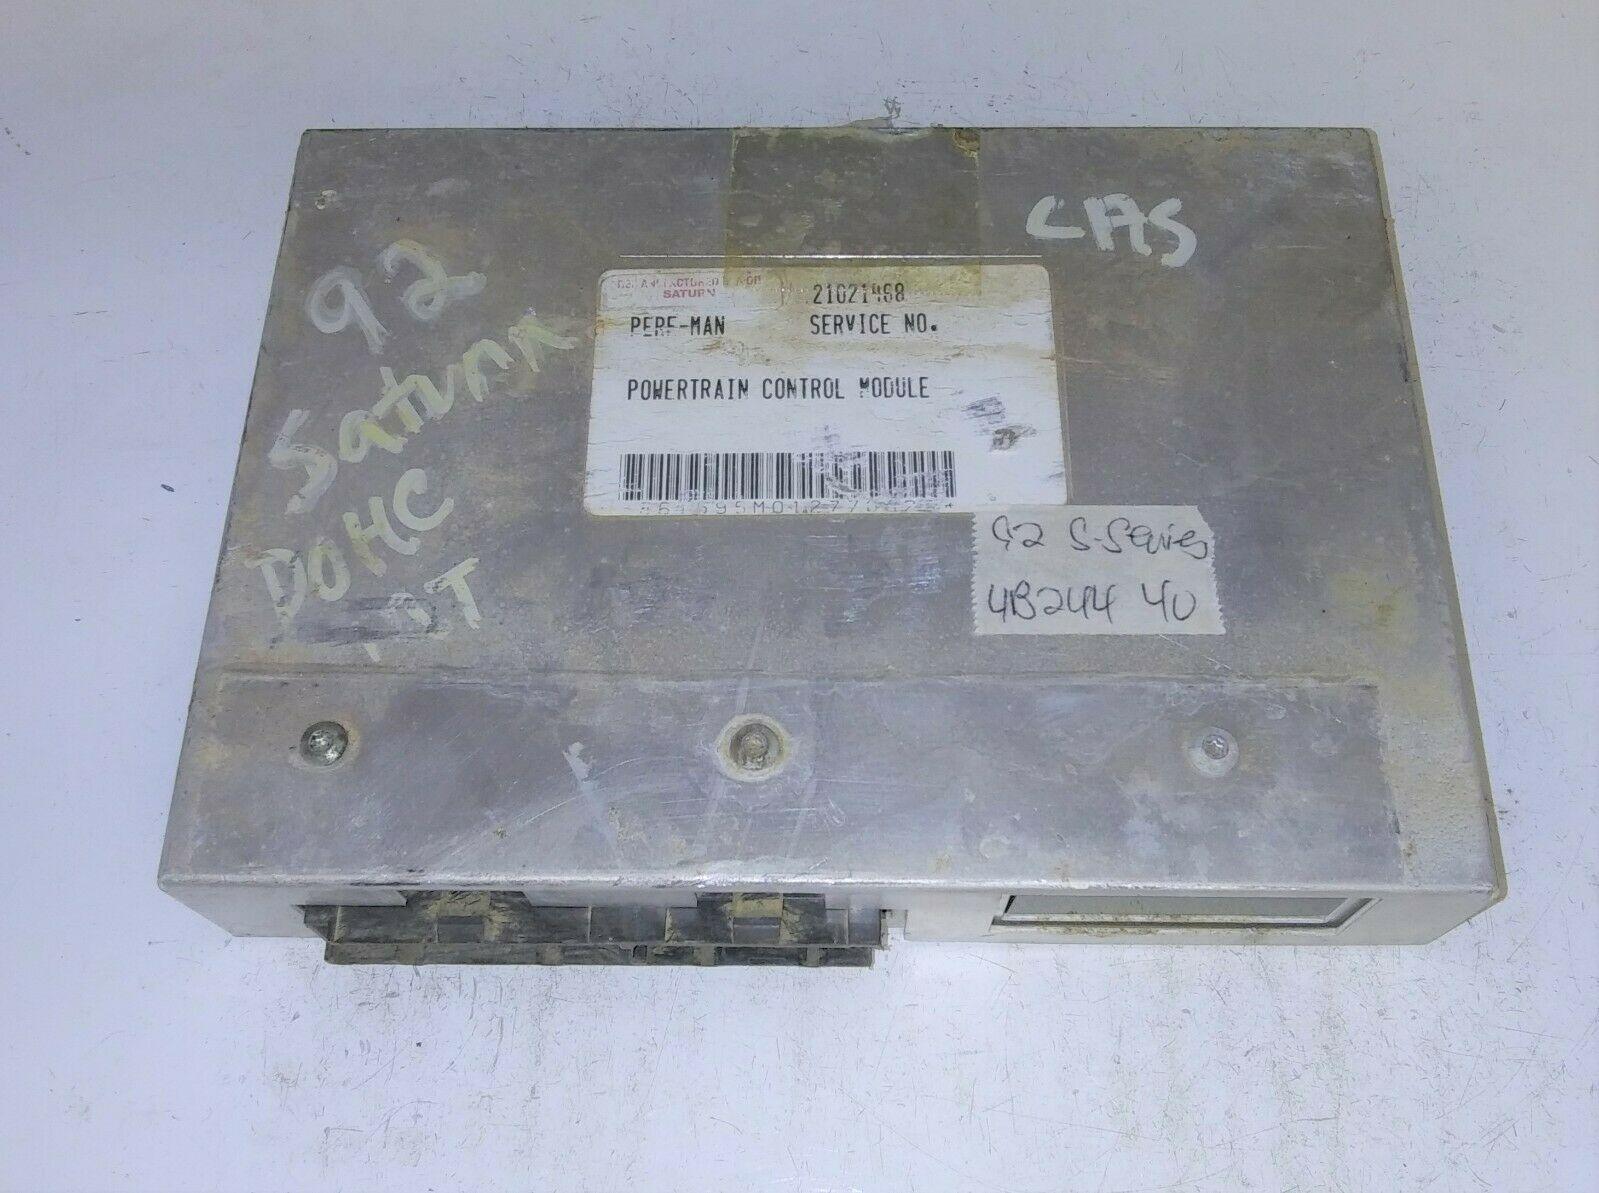 CAS
92
Saturn
DOHC
SATURN
21021468
PERF-MAN SERVICE NO.
POWERTRAIN CONTROL MODULE
92 S-Series
4B244 40